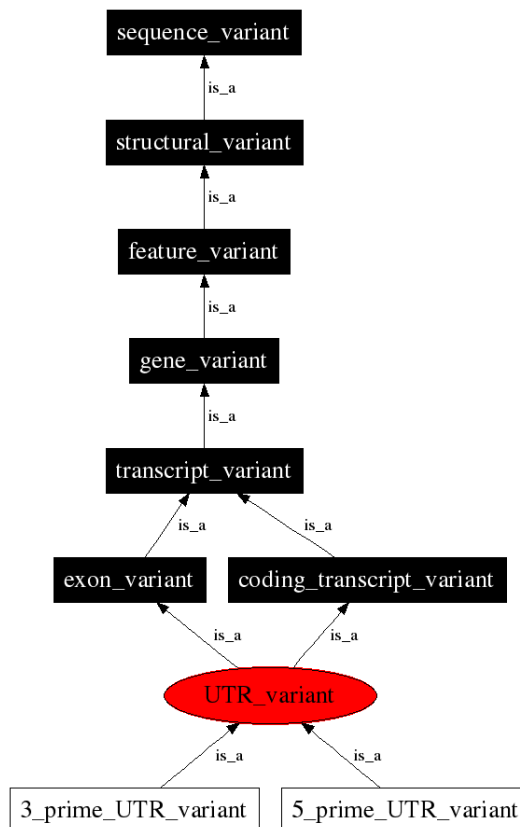 sequence_variant
is_a
structural_variant
is_a
feature_variant
is_a
gene_variant
is_a
transcript_variant
is_a is_a
exon_variant coding_transcript_variant
is_a is_a
UTR_variant
is_a is_a
3_prime_UTR_variant 5_prime_UTR_variant